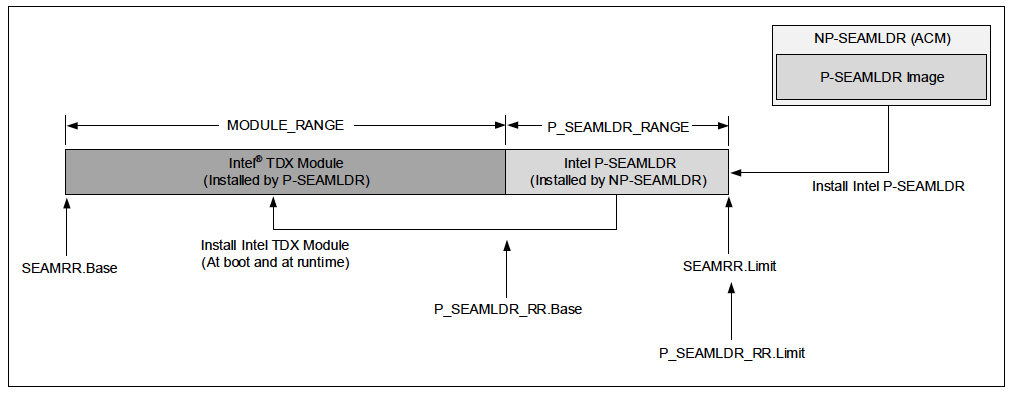 NP-SEAMLDR (ACM)
P-SEAMLDR Image
MODULE_RANGE
P_SEAMLDR_RANGE
Intel® TDX Module
(Installed by P-SEAMLDR)
Intel P-SEAMLDR
(Installed by NP-SEAMLDR)
Install Intel P-SEAMLDR
Install Intel TDX Module
(At boot and at runtime)
SEAMRR.Base
SEAMRR.Limit
P_SEAMLDR_RR.Base
P_SEAMLDR_RR.Limit